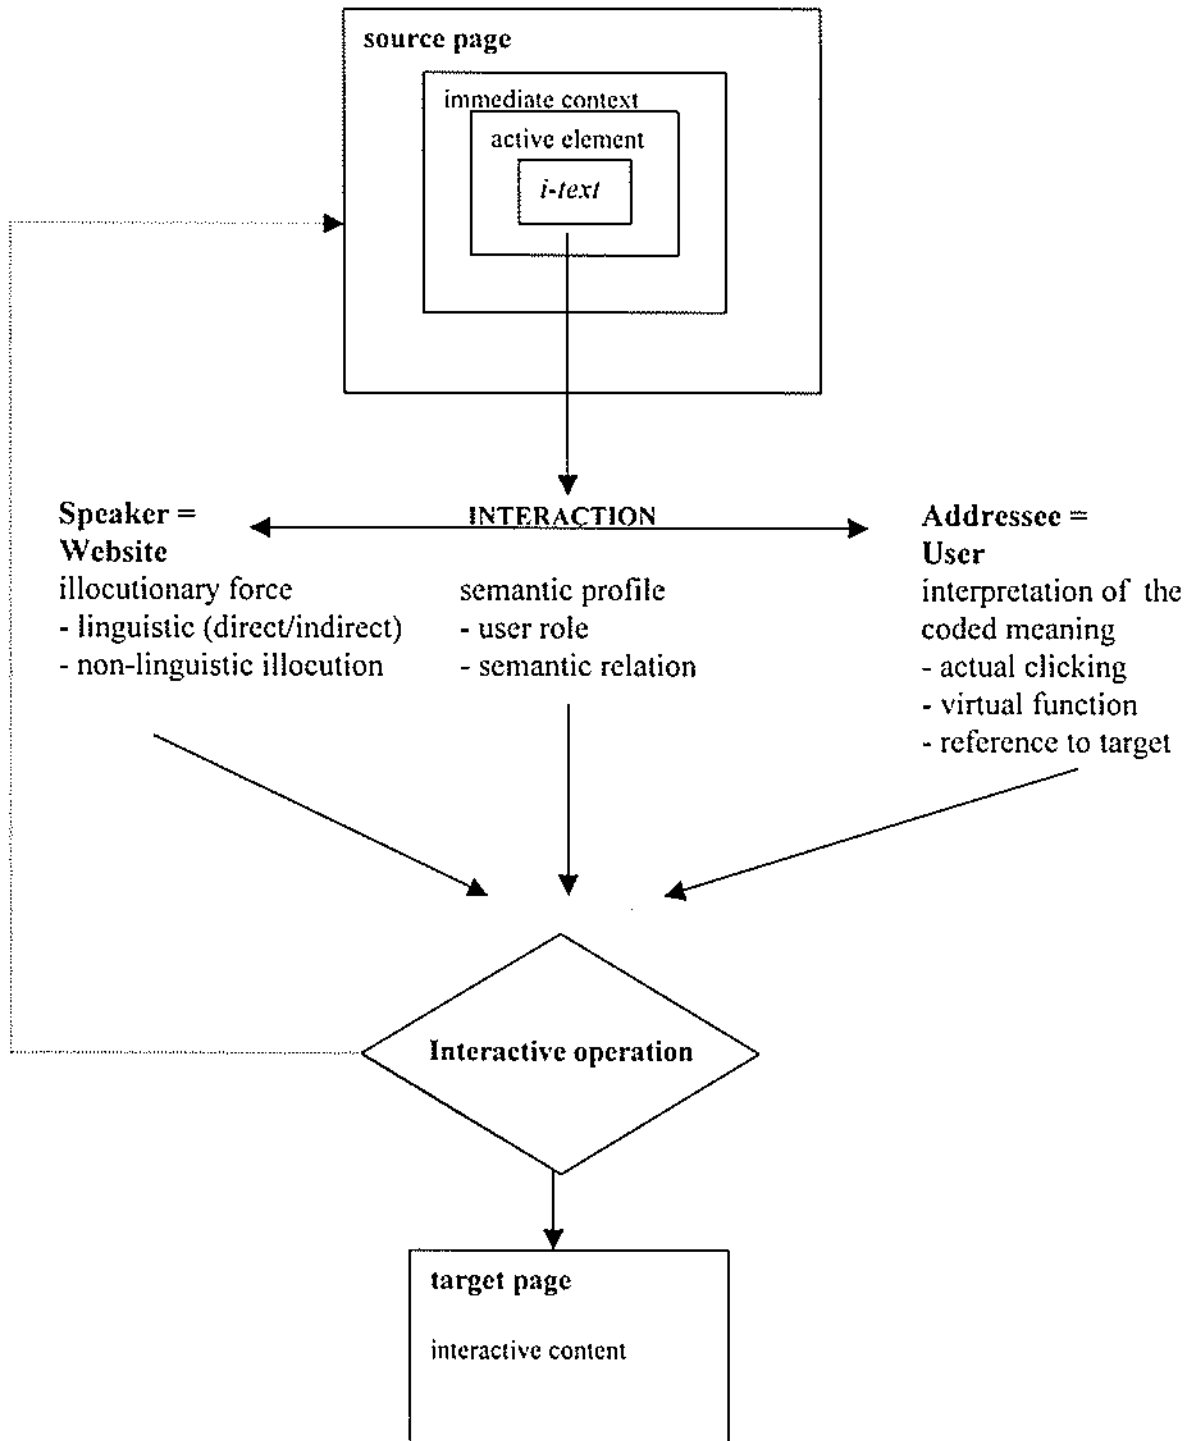 source page
immediate context
active element
i-text
INTERACTION
Speaker =
Website
illocutionary force
- linguistic (direct/indirect)
- non-linguistic illocution
semantic profile
- user role
- semantic relation
Addressee =
User
interpretation of the
coded meaning
- actual clicking
- virtual function
- reference to target
Interactive operation
target page
interactive content